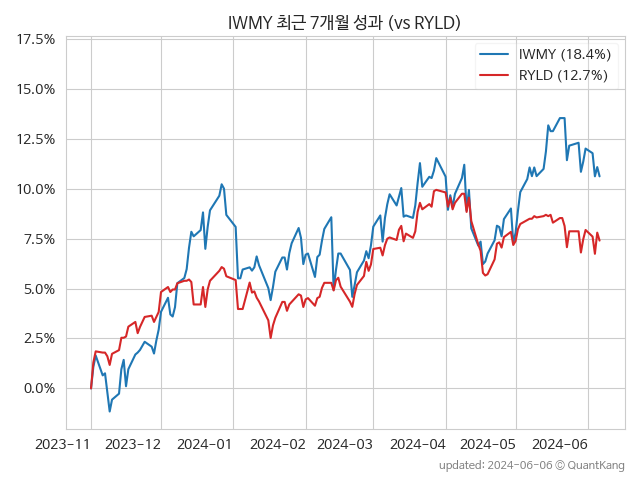 IWMY 최근 7개월 성과 (vs RYLD)
17.5%
15.0%
12.5%
10.0%
7.5%
5.0%
2.5%
0.0%
IWMY (18.4%)
RYLD (12.7%)
2023-11 2023-12 2024-01 2024-02 2024-03 2024-04 2024-05 2024-06
updated: 2024-06-06 © QuantKang